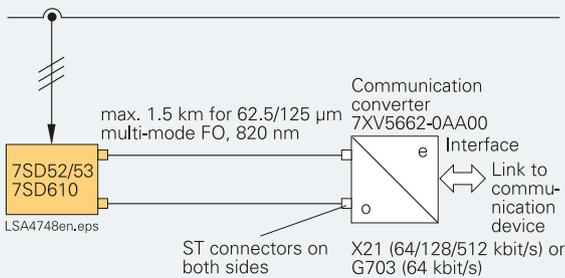 max. 1.5 km for 62.5/125 µm
multi-mode FO, 820 nm
Communication
converter
7XV5662-0AA00
7SD52/53
7SD610
LSA4748en.eps
e
o
Interface
Link to
commu-
nication
device
ST connectors on
both sides
X21 (64/128/512 kbit/s) or
G703 (64 kbit/s)